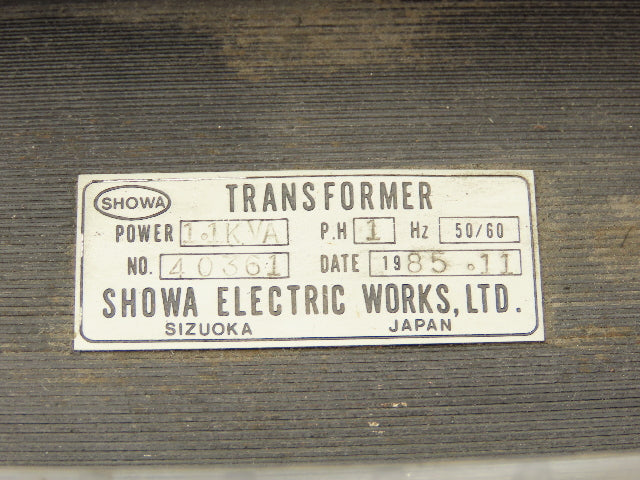 SHOWA TRANSFORMER
POWER 1.1KVA P.H 1 Hz 50/60
NO. 40361 DATE 1985.11
SHOWA ELECTRIC WORKS, LTD.
SIZUOKA JAPAN